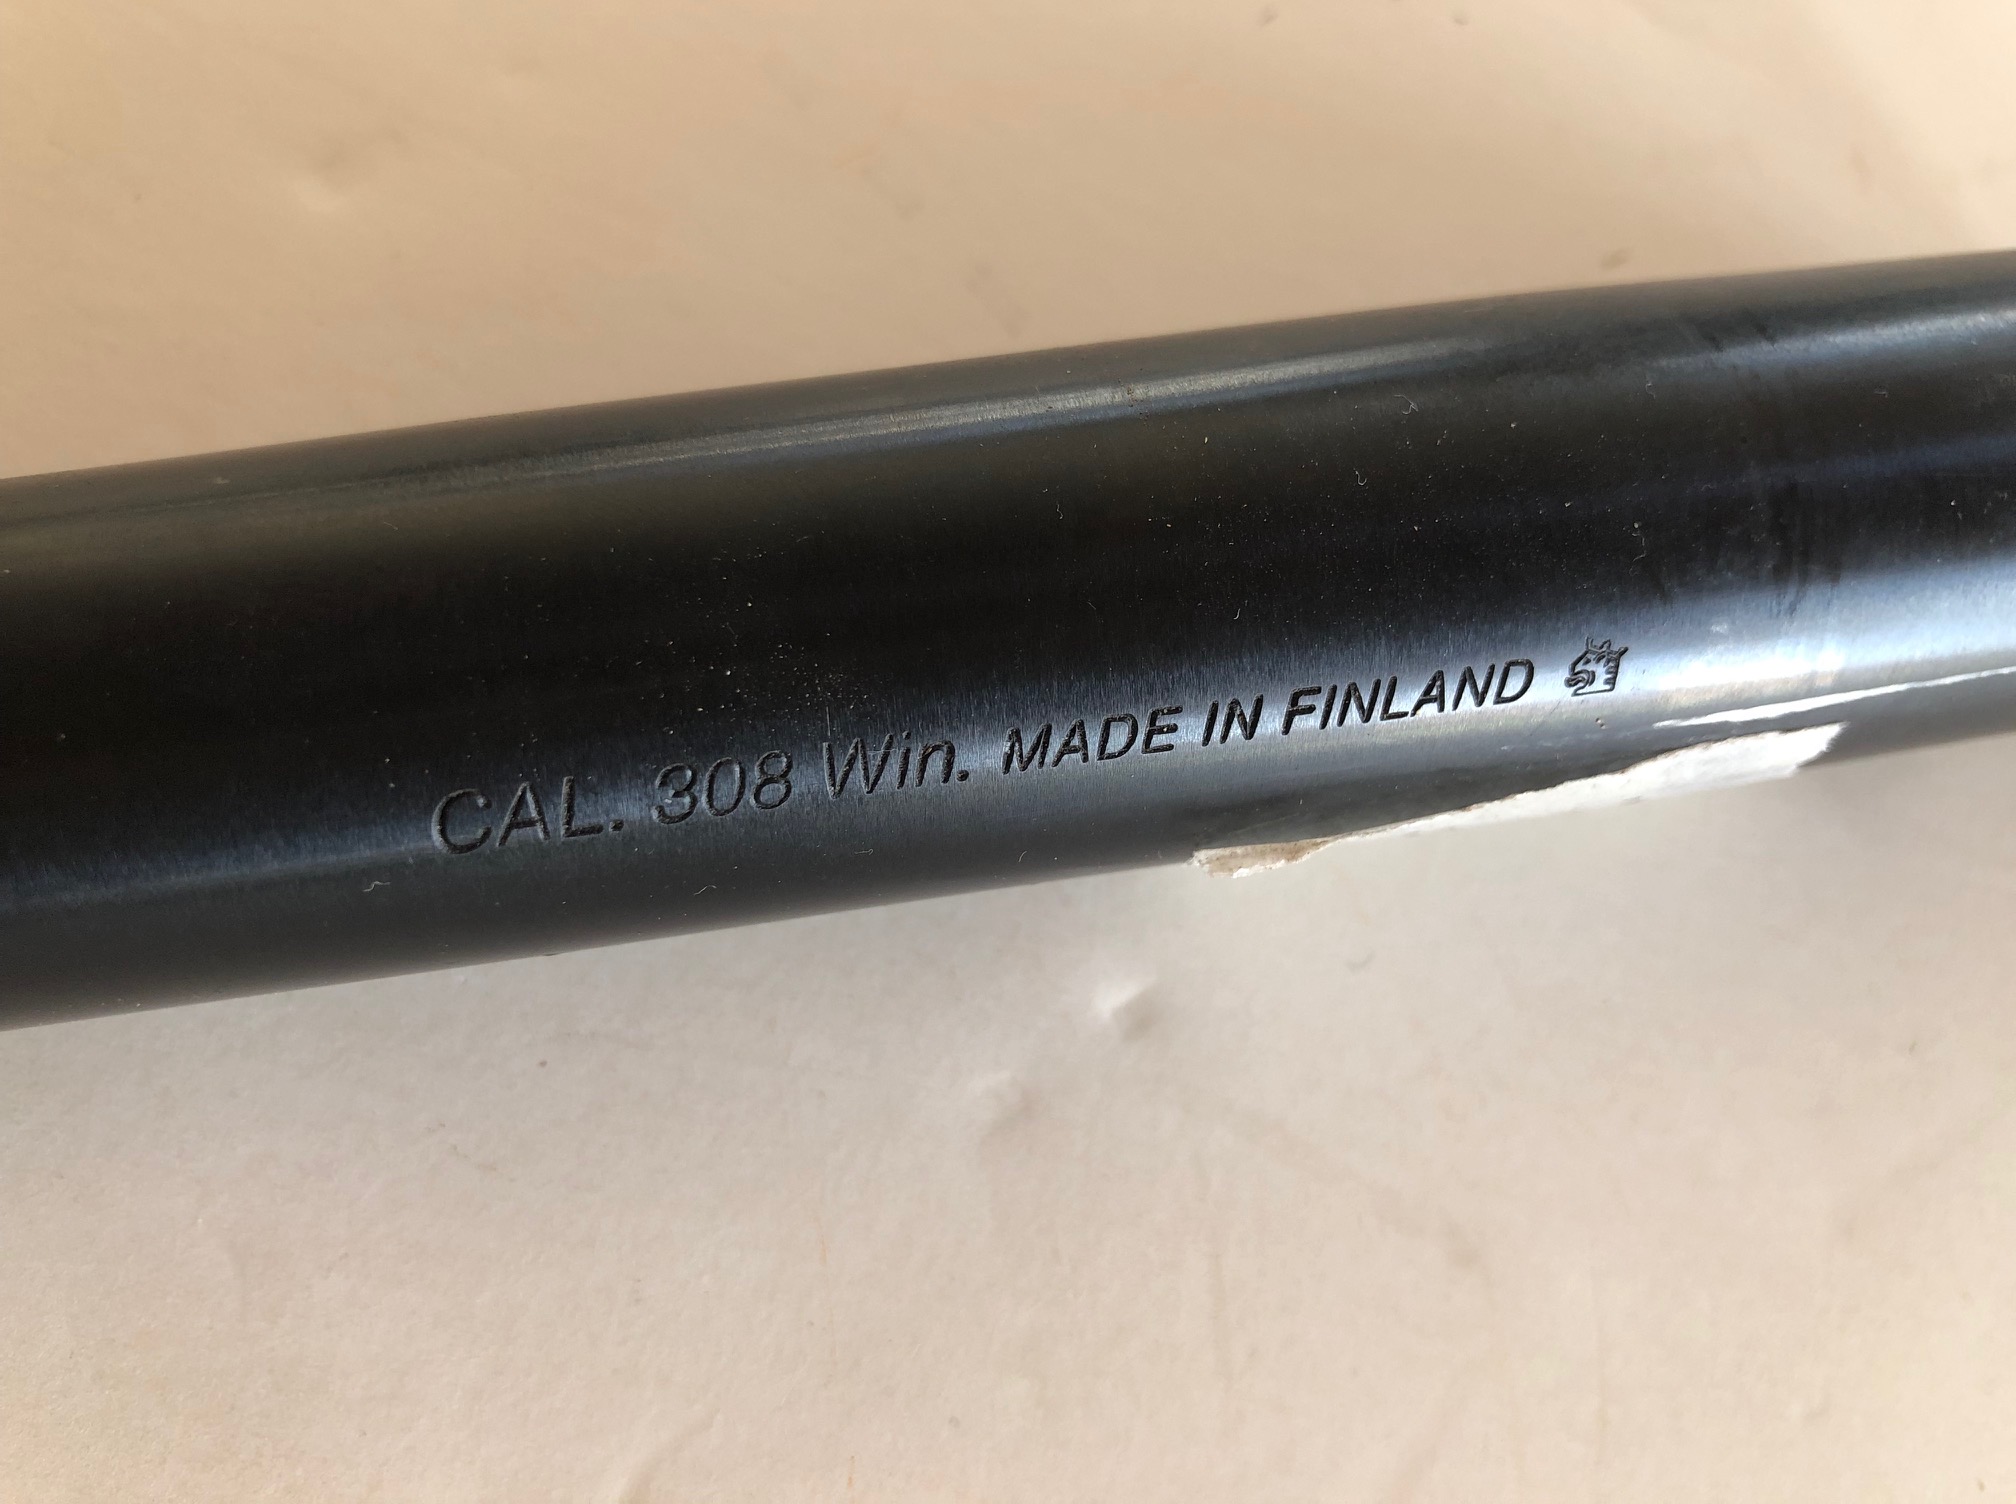 CAL. 308 Win. MADE IN FINLAND